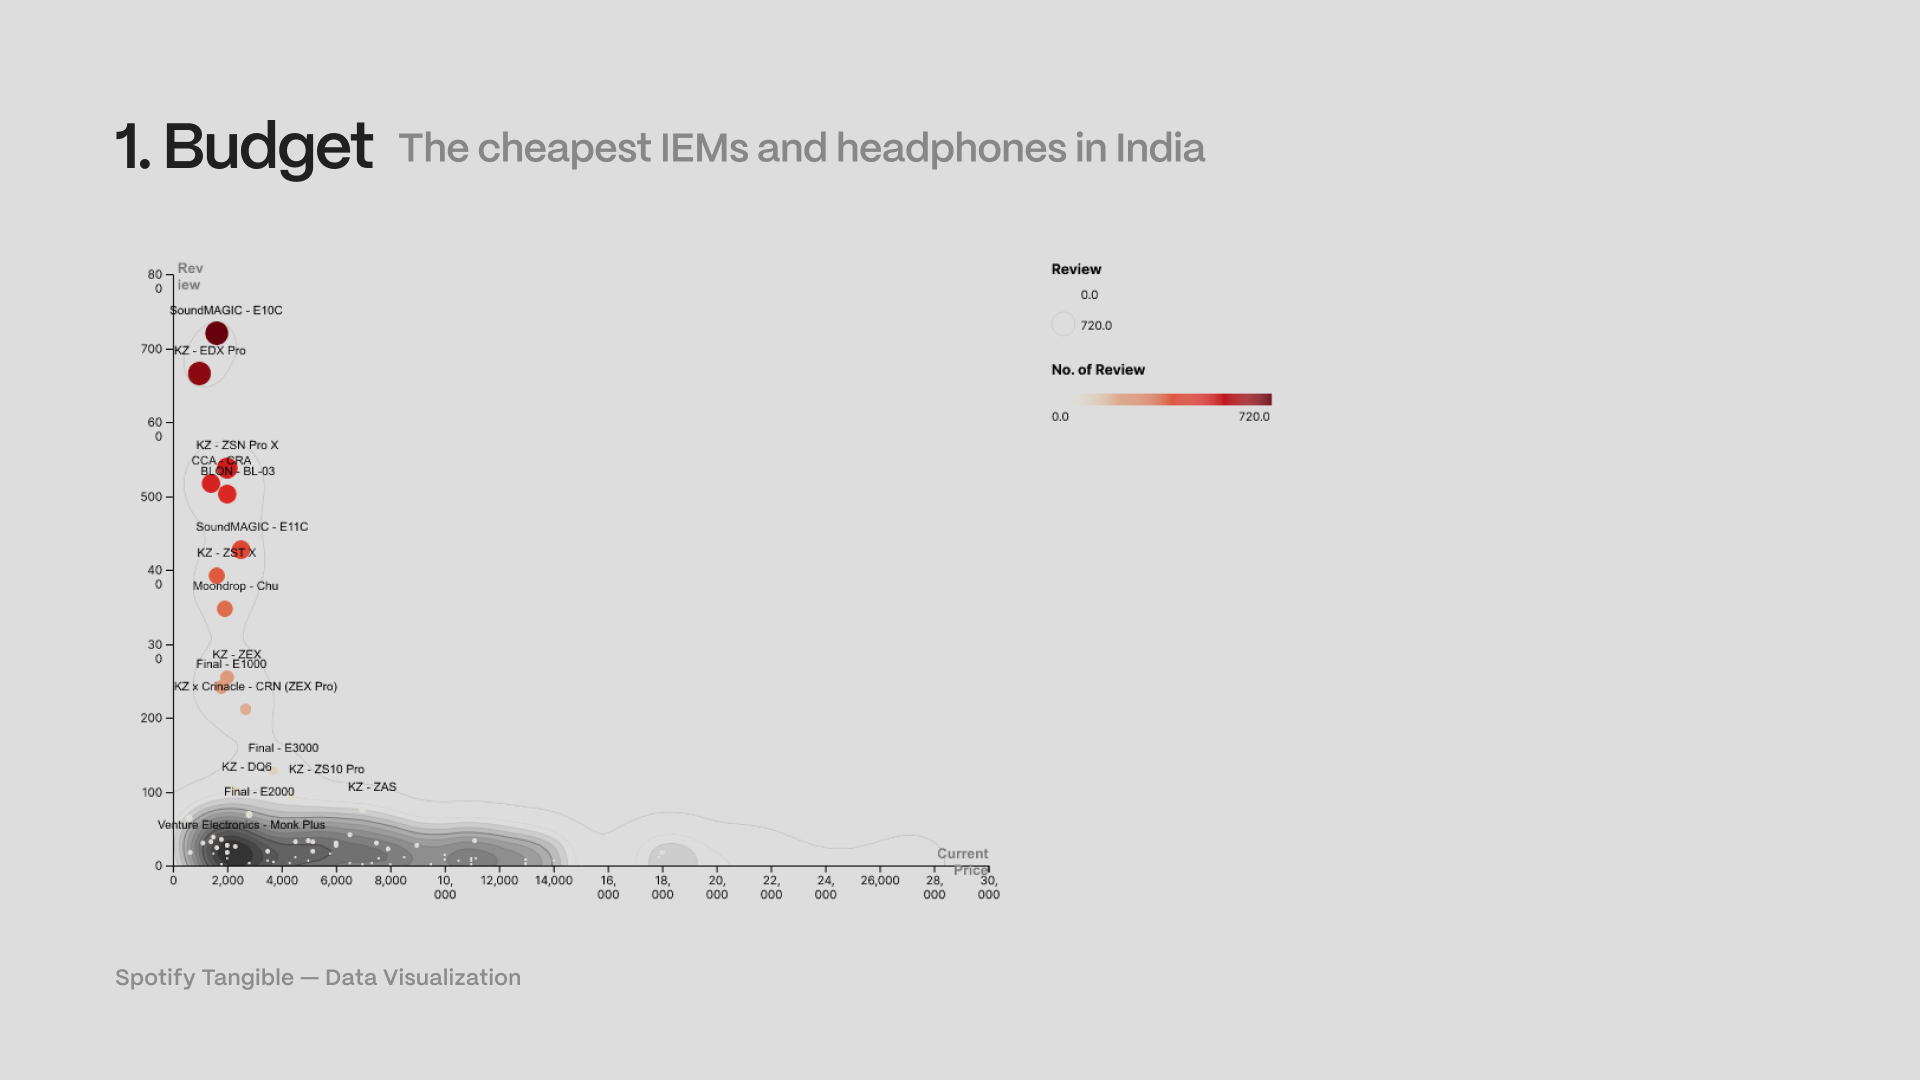 1. Budget The cheapest IEMs and headphones in India
Rev
iew
80
0
700
60
0
500
40
0
30
0
200
100
0
SoundMAGIC - E10C
KZ - EDX Pro
KZ - ZSN Pro X
CCA - CRA
BLON - BL-03
SoundMAGIC - E11C
KZ - ZST X
Moondrop - Chu
KZ - ZEX
Final - E1000
KZ x Crinacle - CRN (ZEX Pro)
Final - E3000
KZ - DQ6
KZ - ZS10 Pro
KZ - ZAS
Final - E2000
Venture Electronics - Monk Plus
Current
Price
0 2,000 4,000 6,000 8,000 10, 12,000 14,000 16, 18, 20, 22, 24, 26,000 28, 30,
000 000 000 000 000 000 000 000
Review
0.0
720.0
No. of Review
0.0 720.0
Spotify Tangible — Data Visualization